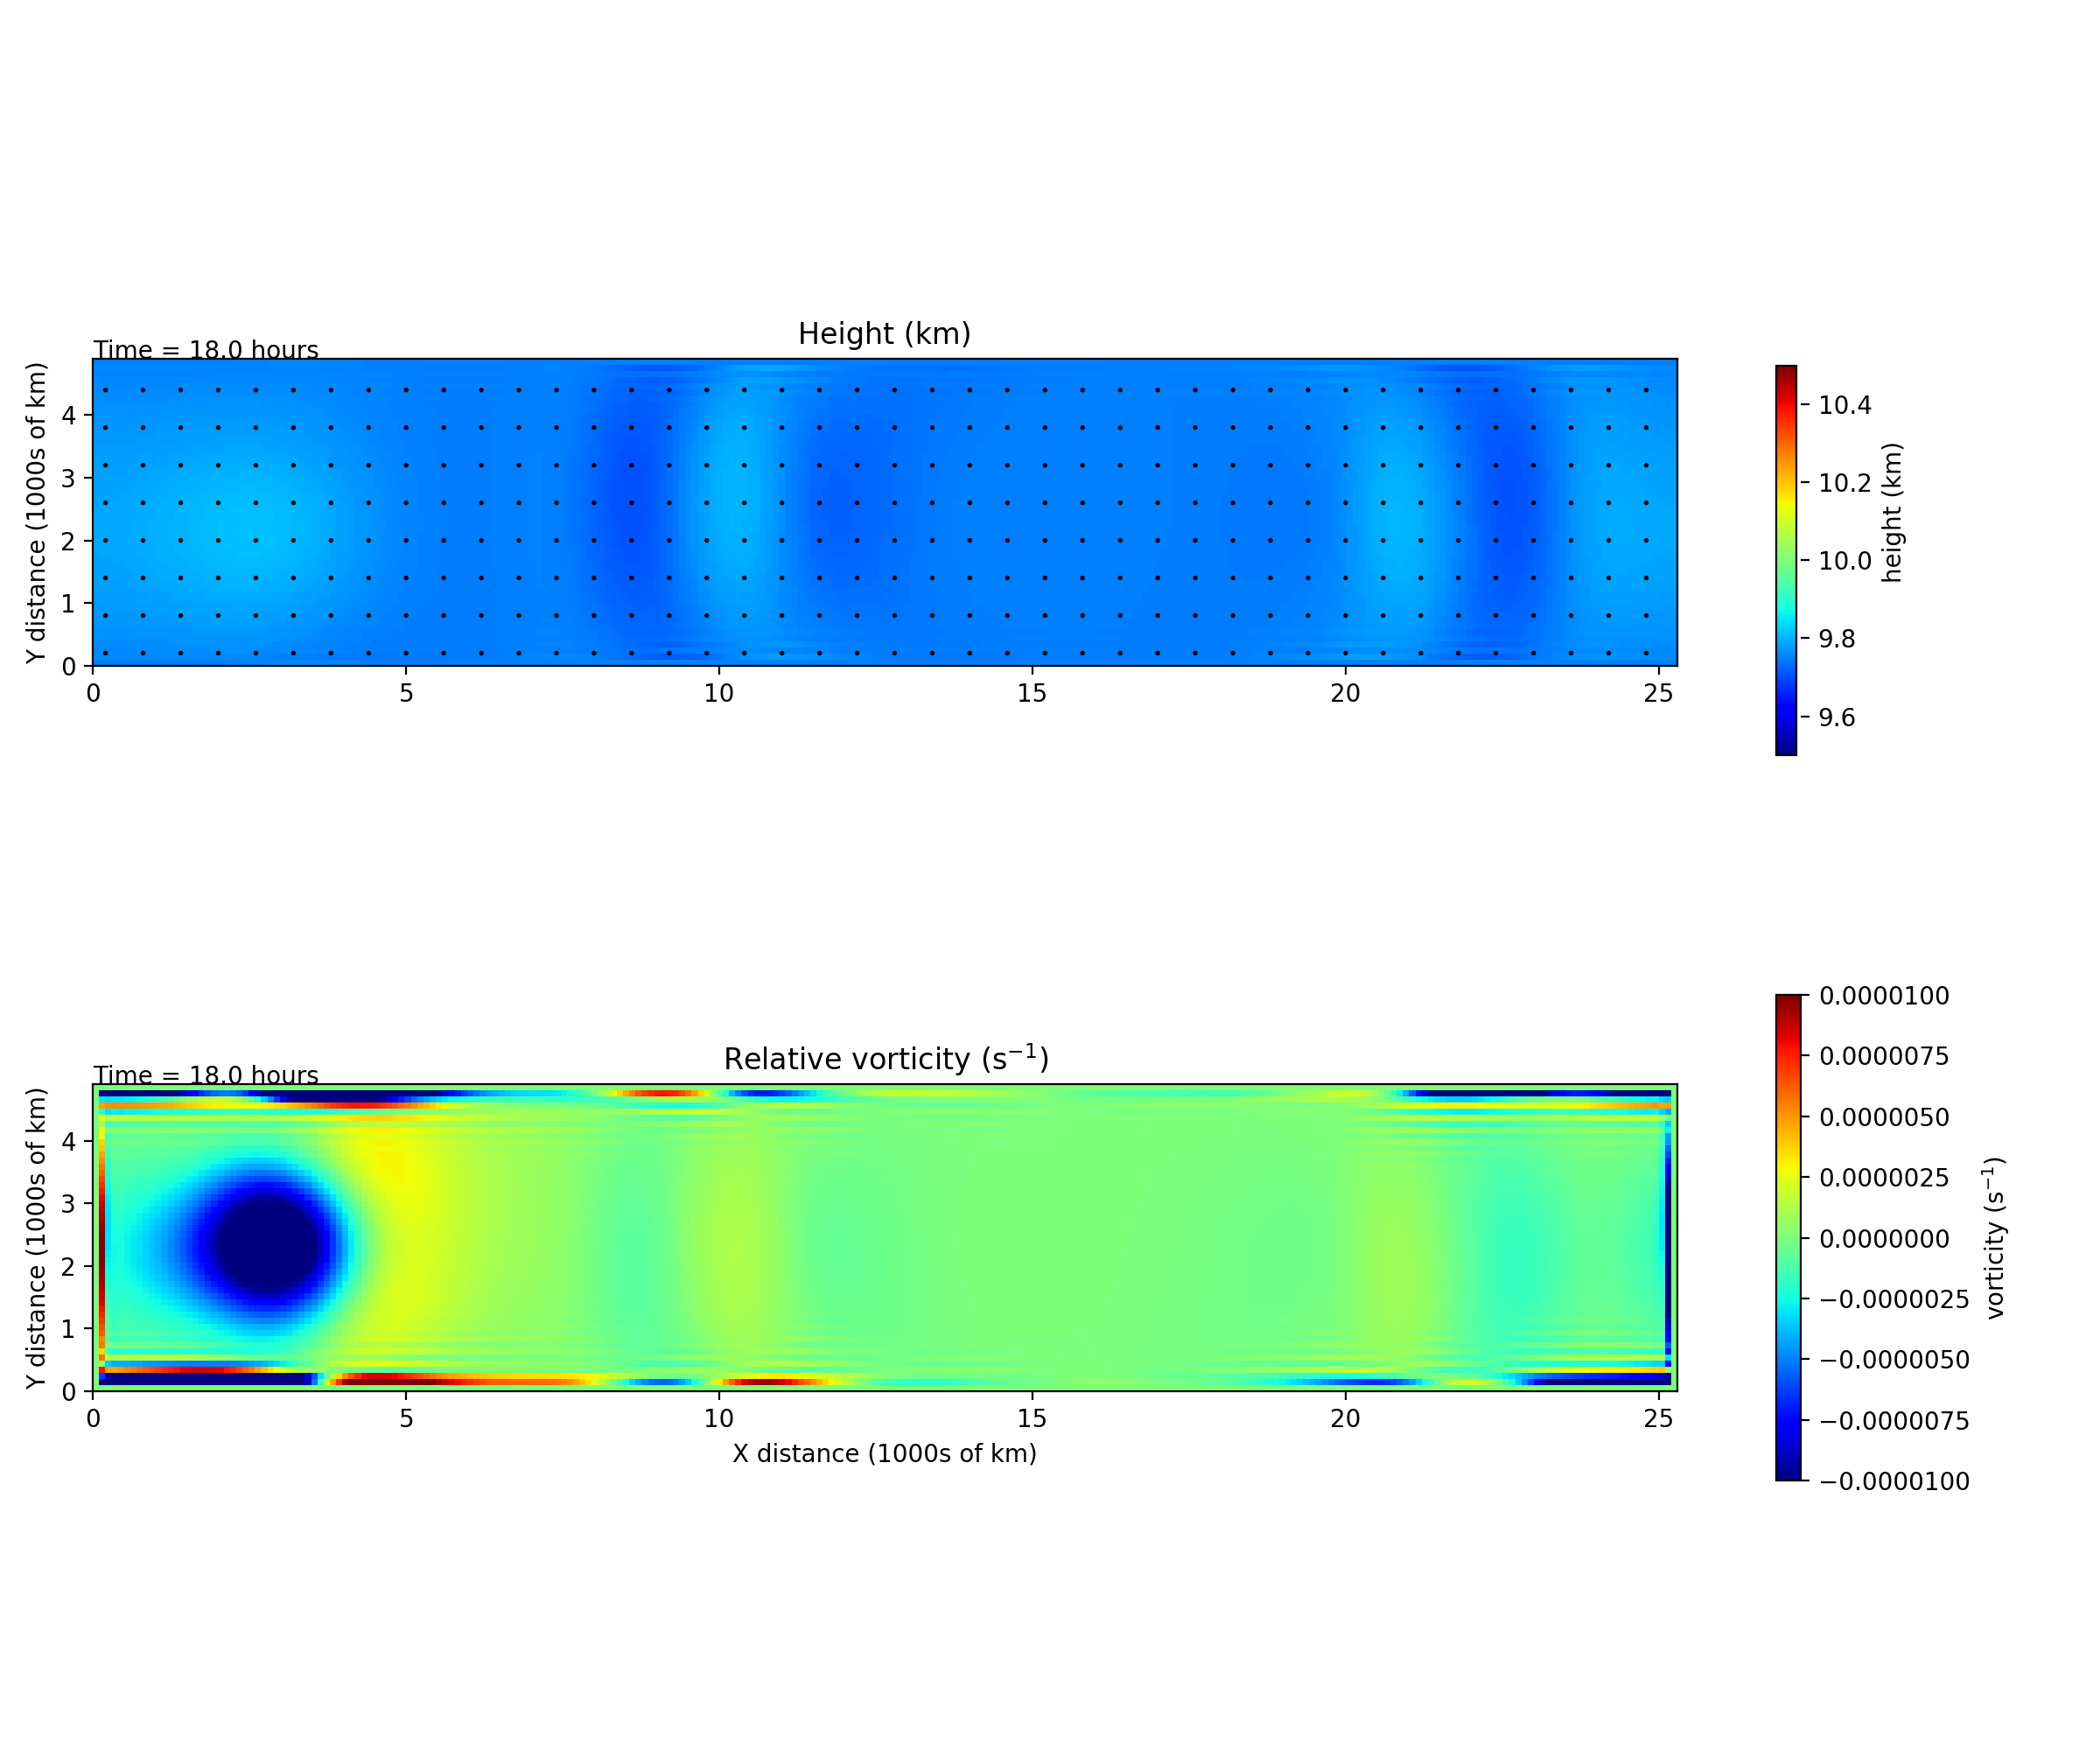 Height (km)
Time = 18.0 hours
Y distance (1000s of km)
4
3
2
1
0
0 5 10 15 20 25
10.4
10.2
10.0
9.8
9.6
height (km)
Relative vorticity (s⁻¹)
Time = 18.0 hours
Y distance (1000s of km)
4
3
2
1
0
0 5 10 15 20 25
X distance (1000s of km)
0.0000100
0.0000075
0.0000050
0.0000025
0.0000000
−0.0000025
−0.0000050
−0.0000075
−0.0000100
vorticity (s⁻¹)